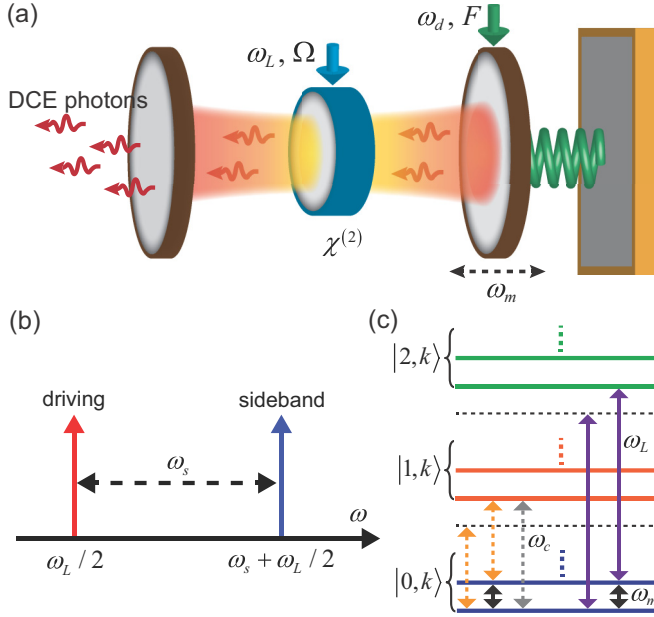 (a)
ω_d, F
ω_L, Ω
DCE photons
χ^(2)
ω_m
(b)
(c)
|2,k⟩
driving
sideband
ω_L
ω_s
|1,k⟩
ω
ω_c
ω_L / 2
ω_s + ω_L / 2
|0,k⟩
ω_m